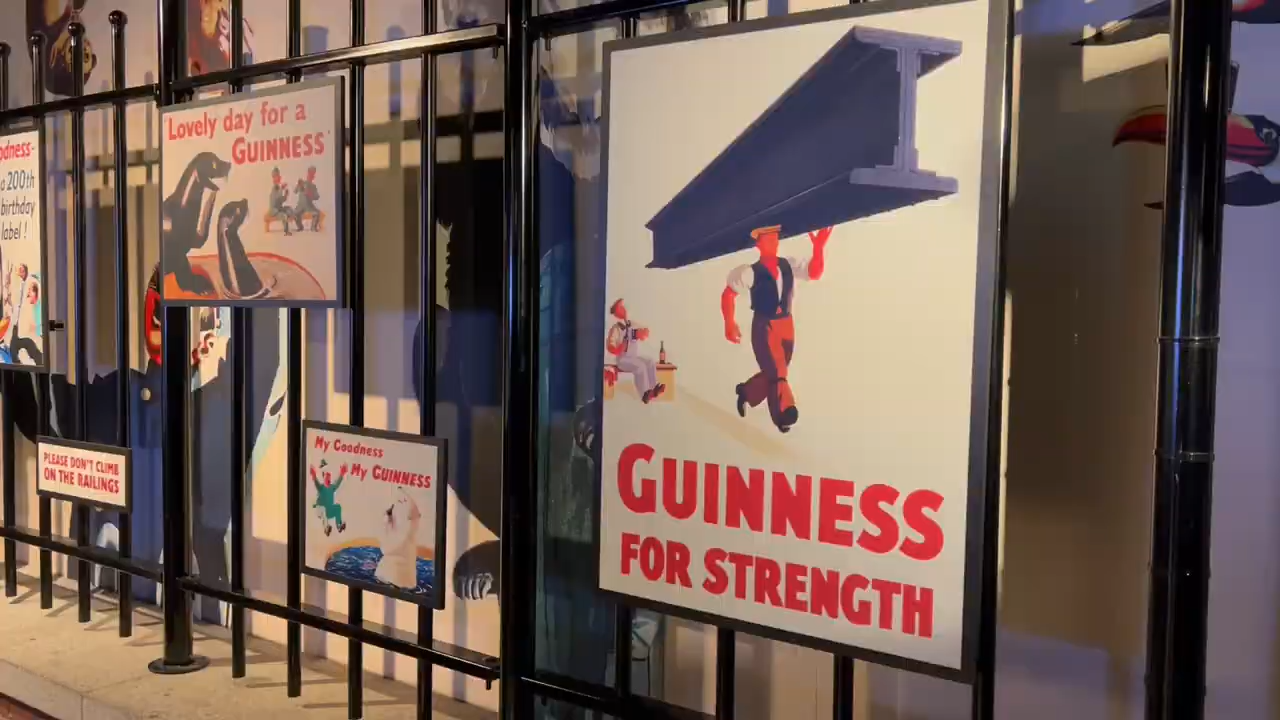 a 200th
birthday
label!
'Lovely day for a
GUINNESS'
PLEASE DON'T CLIMB
ON THE RAILINGS
My Goodness
My GUINNESS
GUINNESS
FOR STRENGTH